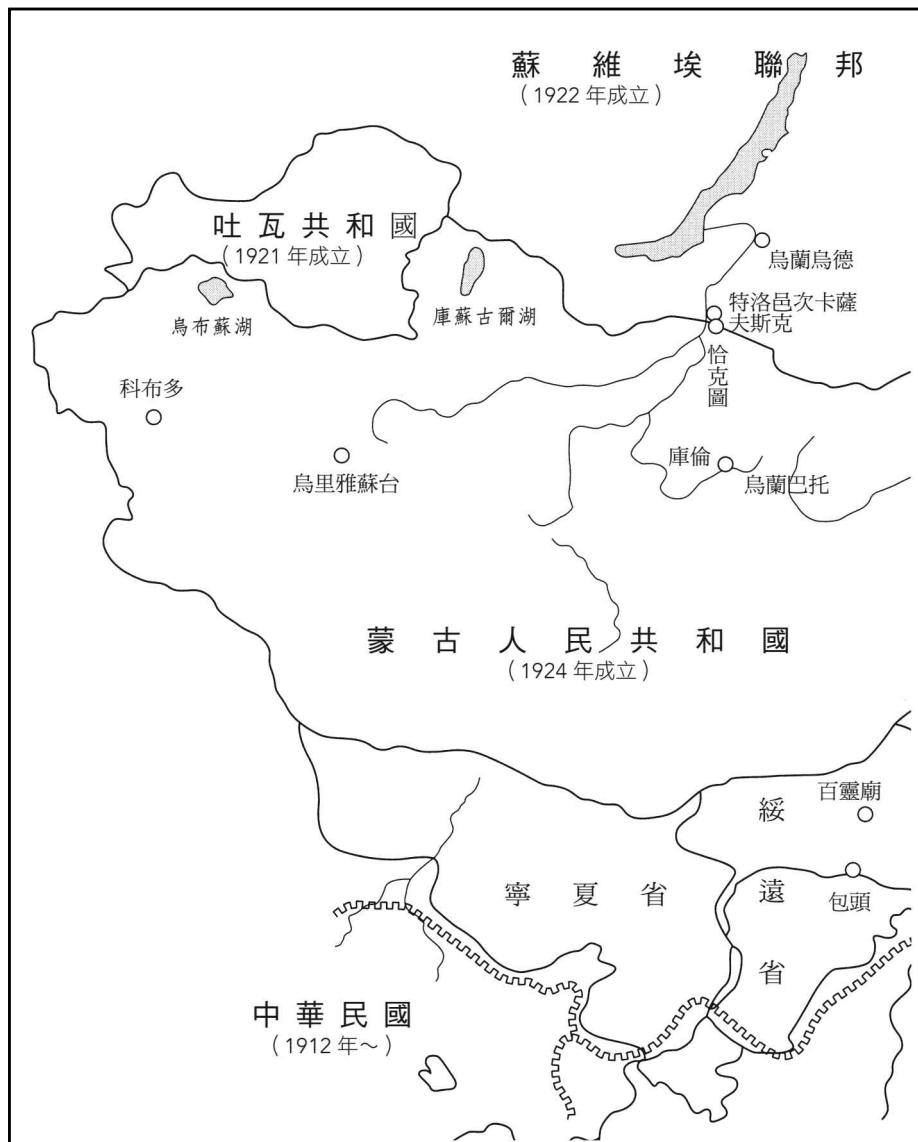 蘇維埃聯邦
（1922 年成立）
吐瓦共和國
（1921 年成立）
烏蘭烏德
特洛邑次卡薩
夫斯克
恰克圖
烏布蘇湖
庫蘇古爾湖
科布多
烏里雅蘇台
庫倫
烏蘭巴托
蒙古人民共和國
（1924 年成立）
百靈廟
綏遠省
包頭
寧夏省
中華民國
（1912 年～）